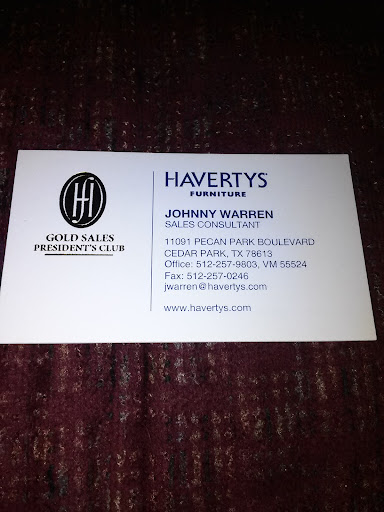 H
GOLD SALES
PRESIDENT'S CLUB
HAVERTYS®
FURNITURE
JOHNNY WARREN
SALES CONSULTANT
11091 PECAN PARK BOULEVARD
CEDAR PARK, TX 78613
Office: 512-257-9803, VM 55524
Fax: 512-257-0246
jwarren@havertys.com
www.havertys.com